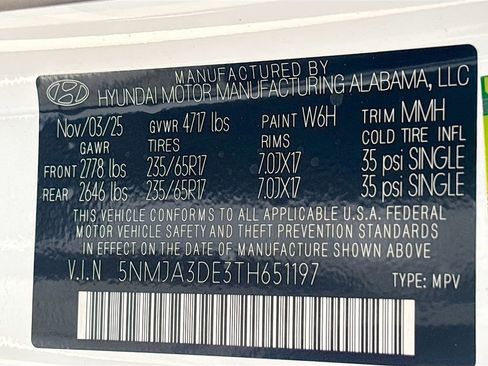 MANUFACTURED BY
HYUNDAI MOTOR MANUFACTURING ALABAMA, LLC
Nov/03/25 GVWR 4717 lbs PAINT W6H TRIM MMH
GAWR TIRES RIMS COLD TIRE INFL
FRONT 2778 lbs 235/65R17 7.0JX17 35 psi SINGLE
REAR 2646 lbs 235/65R17 7.0JX17 35 psi SINGLE
THIS VEHICLE CONFORMS TO ALL APPLICABLE U.S.A. FEDERAL
MOTOR VEHICLE SAFETY AND THEFT PREVENTION STANDARDS
IN EFFECT ON THE DATE OF MANUFACTURE SHOWN ABOVE.
V.I.N 5NMJA3DE3TH651197 TYPE: MPV